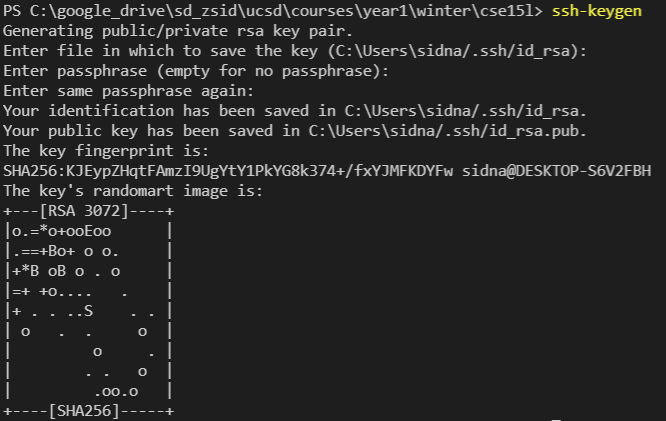 PS C:\google_drive\sd_zsid\ucsd\courses\year1\winter\cse15l> ssh-keygen
Generating public/private rsa key pair.
Enter file in which to save the key (C:\Users\sidna/.ssh/id_rsa):
Enter passphrase (empty for no passphrase):
Enter same passphrase again:
Your identification has been saved in C:\Users\sidna/.ssh/id_rsa.
Your public key has been saved in C:\Users\sidna/.ssh/id_rsa.pub.
The key fingerprint is:
SHA256:KJEypZHqtFAmzI9UgYtY1PkYG8k374+/fxYJMFKDYFw sidna@DESKTOP-S6V2FBH
The key's randomart image is:
+---[RSA 3072]----+
|o.=*o+ooEoo      |
|.==+Bo+ o o.     |
|+*B oB o . o     |
|=+ +o....   .    |
|+ . . ..S    . . |
| o   .  .     o  |
|         o     . |
|        . .   o  |
|         .oo.o   |
+----[SHA256]-----+